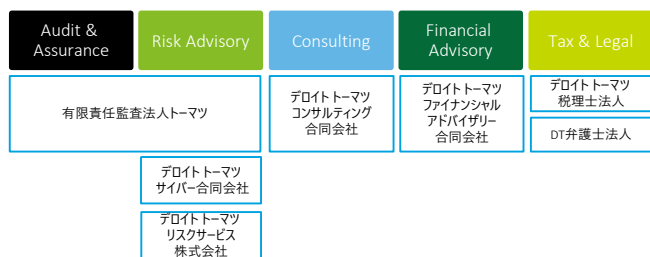 Audit &
Assurance
Risk Advisory
Consulting
Financial
Advisory
Tax & Legal
有限責任監査法人トーマツ
デロイト トーマツ
コンサルティング
合同会社
デロイト トーマツ
ファイナンシャル
アドバイザリー
合同会社
デロイト トーマツ
税理士法人
DT弁護士法人
デロイト トーマツ
サイバー合同会社
デロイト トーマツ
リスクサービス
株式会社